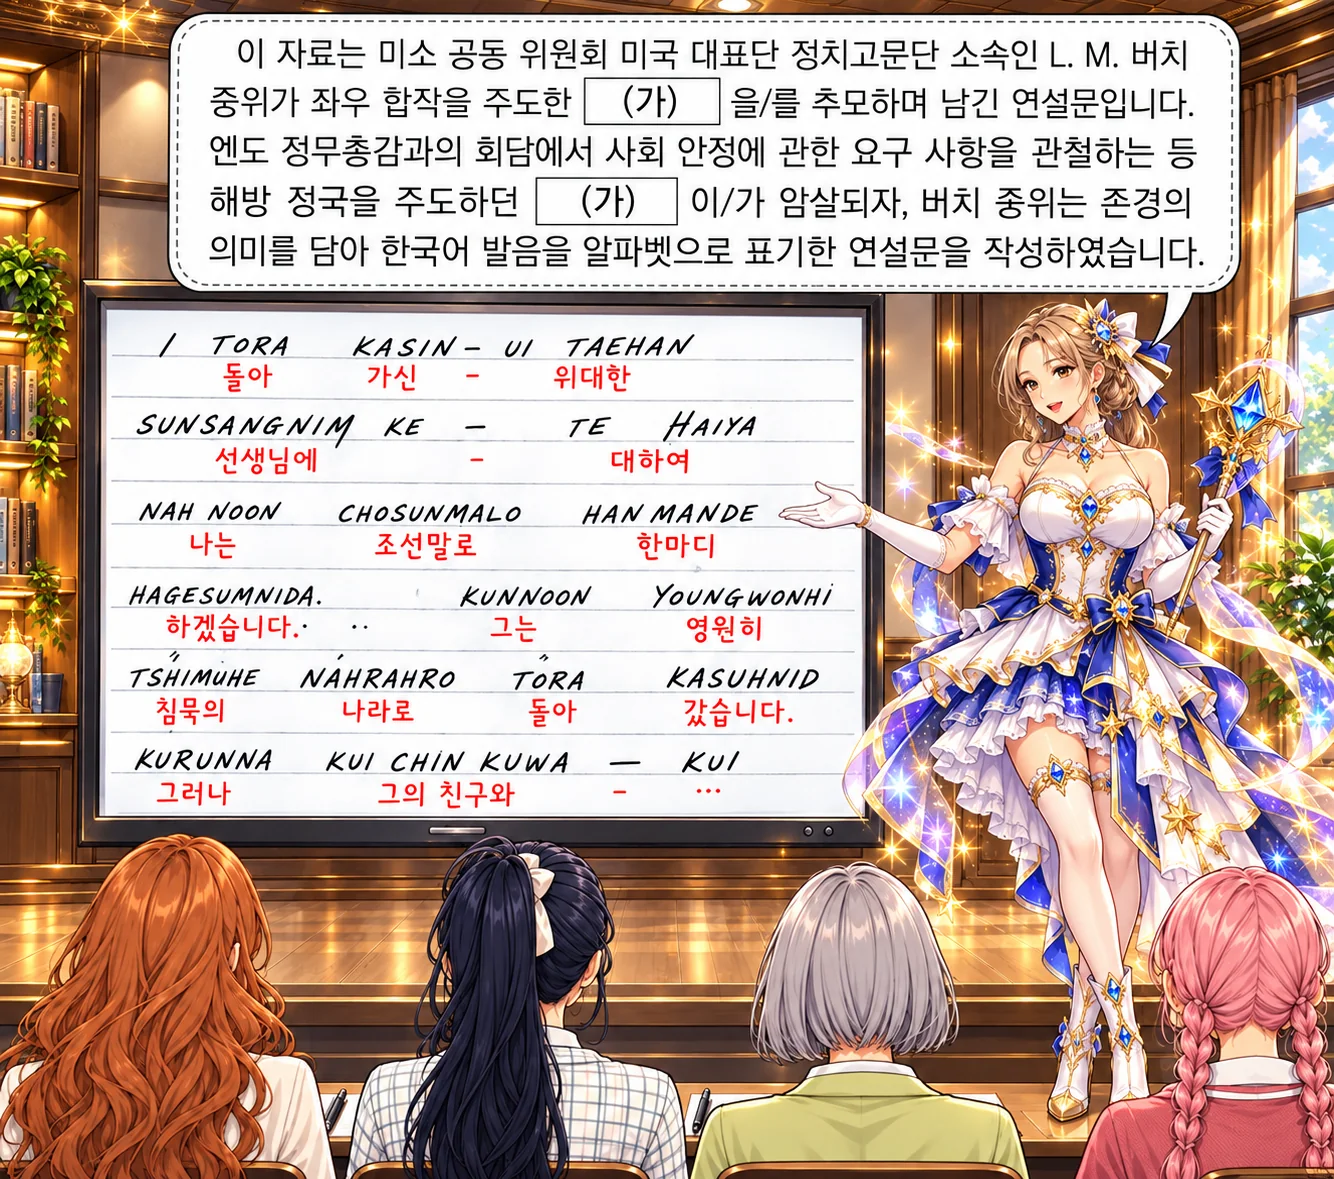 이 자료는 미소 공동 위원회 미국 대표단 정치고문단 소속인 L. M. 버치
중위가 좌우 합작을 주도한 (가) 을/를 추모하며 남긴 연설문입니다.
엔도 정무총감과의 회담에서 사회 안정에 관한 요구 사항을 관철하는 등
해방 정국을 주도하던 (가) 이/가 암살되자, 버치 중위는 존경의
의미를 담아 한국어 발음을 알파벳으로 표기한 연설문을 작성하였습니다.
/ TORA KASIN - UI TAEHAN
돌아 가신 - 위대한
SUNSANGNIM KE - TE HAIYA
선생님에 - 대하여
NAH NOON CHOSUNMALO HAN MANDE
나는 조선말로 한마디
HAGESUMNIDA. KUNNOON YOUNGWONHi
하겠습니다. 그는 영원히
TSHIMUHE NAHRAHRO TORA KASUHNID
침묵의 나라로 돌아 갔습니다.
KURUNNA KUI CHIN KUWA — KUI
그러나 그의 친구와 - ...